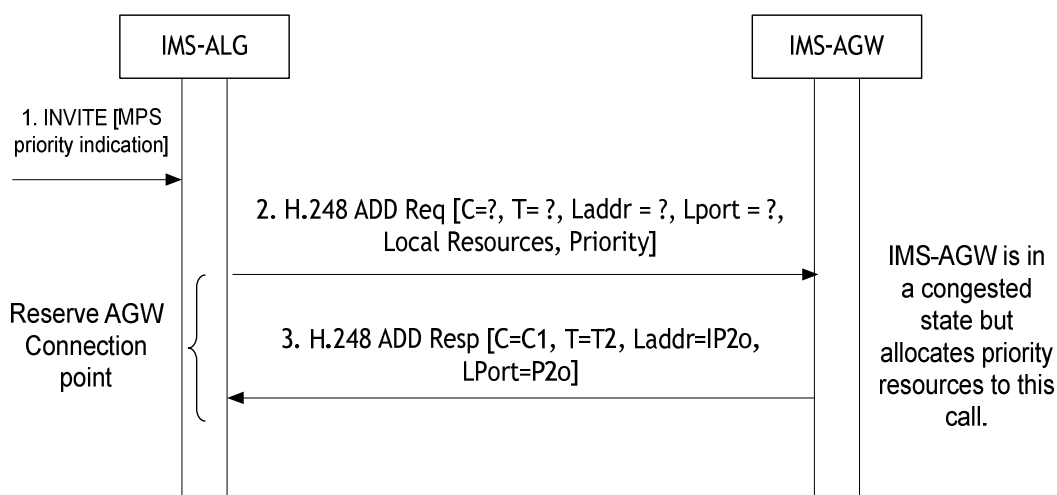 IMS-ALG
IMS-AGW
1. INVITE [MPS
priority indication]
2. H.248 ADD Req [C=?, T= ?, Laddr = ?, Lport = ?,
Local Resources, Priority]
Reserve AGW
Connection
point
3. H.248 ADD Resp [C=C1, T=T2, Laddr=IP2o,
LPort=P2o]
IMS-AGW is in
a congested
state but
allocates priority
resources to this
call.